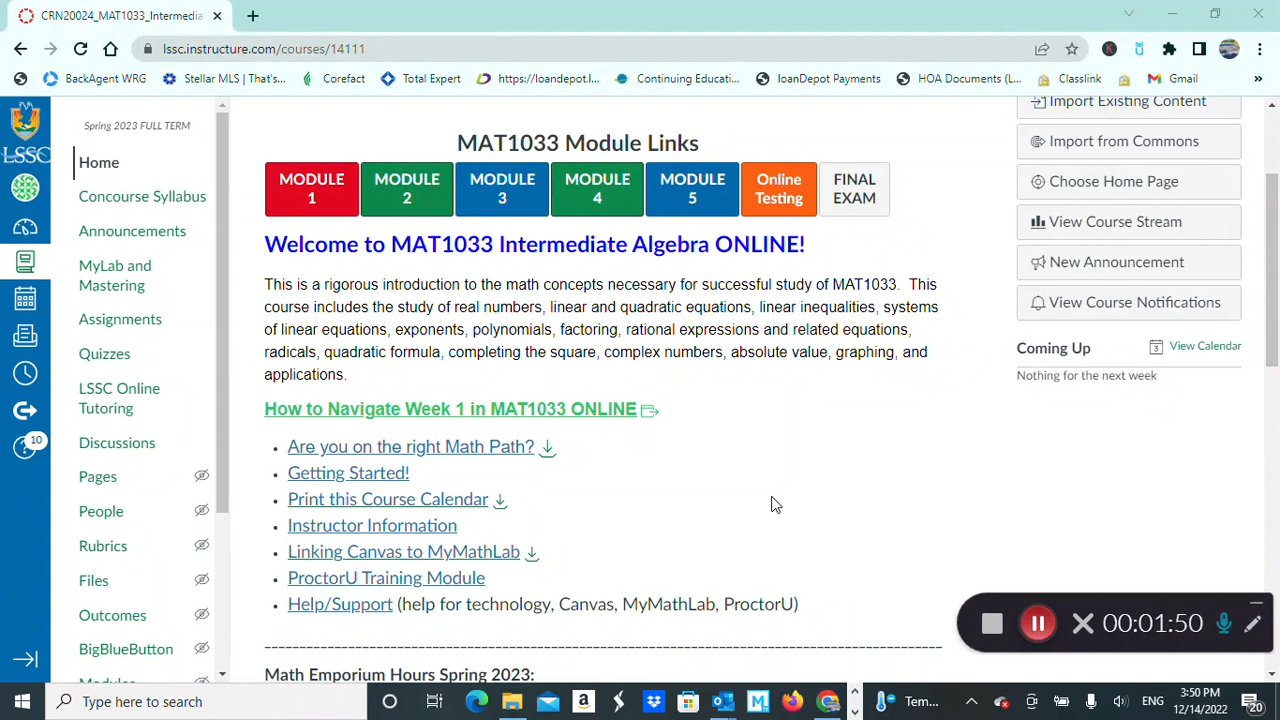 CRN20024_MAT1033_Intermedia
lssc.instructure.com/courses/14111
BackAgent WRG
Stellar MLS | That's...
Corefact
Total Expert
https://loandepot.l...
Continuing Educati...
loanDepot Payments
HOA Documents (L...
Classlink
Gmail
»
LSSC
10
Spring 2023 FULL TERM
Home
Concourse Syllabus
Announcements
MyLab and
Mastering
Assignments
Quizzes
LSSC Online
Tutoring
Discussions
Pages
People
Rubrics
Files
Outcomes
BigBlueButton
MAT1033 Module Links
MODULE
1
MODULE
2
MODULE
3
MODULE
4
MODULE
5
Online
Testing
FINAL
EXAM
Welcome to MAT1033 Intermediate Algebra ONLINE!
This is a rigorous introduction to the math concepts necessary for successful study of MAT1033. This
course includes the study of real numbers, linear and quadratic equations, linear inequalities, systems
of linear equations, exponents, polynomials, factoring, rational expressions and related equations,
radicals, quadratic formula, completing the square, complex numbers, absolute value, graphing, and
applications.
How to Navigate Week 1 in MAT1033 ONLINE
• Are you on the right Math Path?
• Getting Started!
• Print this Course Calendar
• Instructor Information
• Linking Canvas to MyMathLab
• ProctorU Training Module
• Help/Support (help for technology, Canvas, MyMathLab, ProctorU)
Math Emporium Hours Spring 2023:
Import Existing Content
Import from Commons
Choose Home Page
View Course Stream
New Announcement
View Course Notifications
Coming Up
View Calendar
Nothing for the next week
00:01:50
Type here to search
Tem...
ENG
3:50 PM
12/14/2022
20